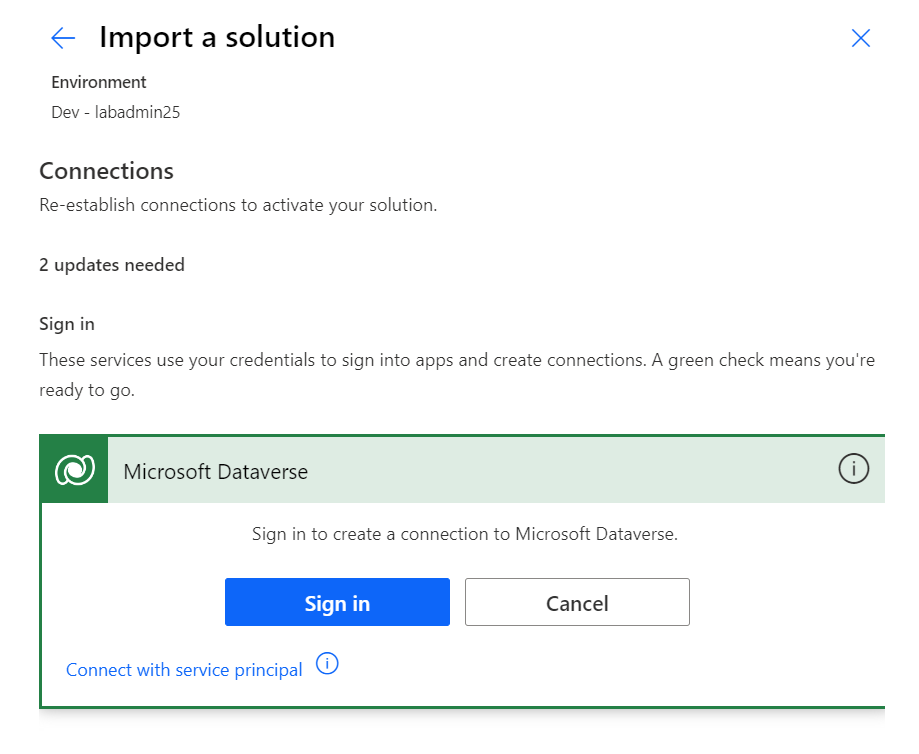 Import a solution
Environment
Dev - labadmin25
Connections
Re-establish connections to activate your solution.
2 updates needed
Sign in
These services use your credentials to sign into apps and create connections. A green check means you're
ready to go.
Microsoft Dataverse
Sign in to create a connection to Microsoft Dataverse.
Sign in
Cancel
Connect with service principal